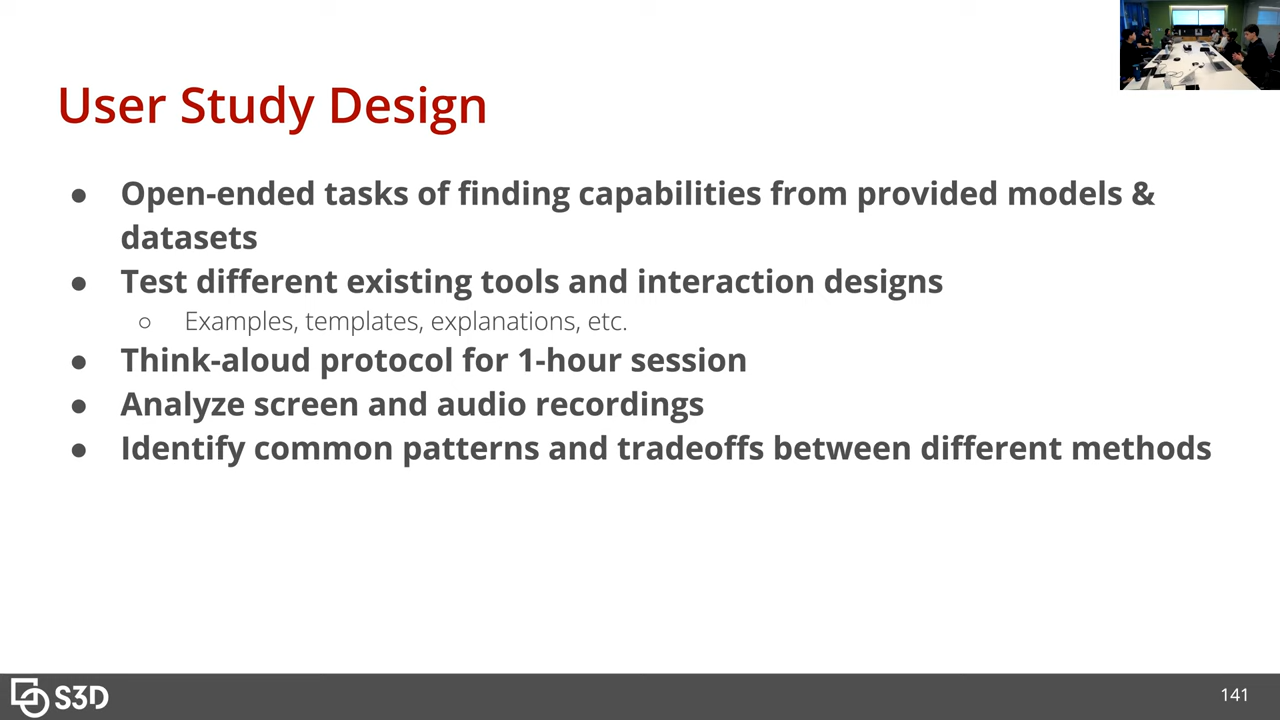 User Study Design
● Open-ended tasks of finding capabilities from provided models &
datasets
● Test different existing tools and interaction designs
○ Examples, templates, explanations, etc.
● Think-aloud protocol for 1-hour session
● Analyze screen and audio recordings
● Identify common patterns and tradeoffs between different methods
S3D
141